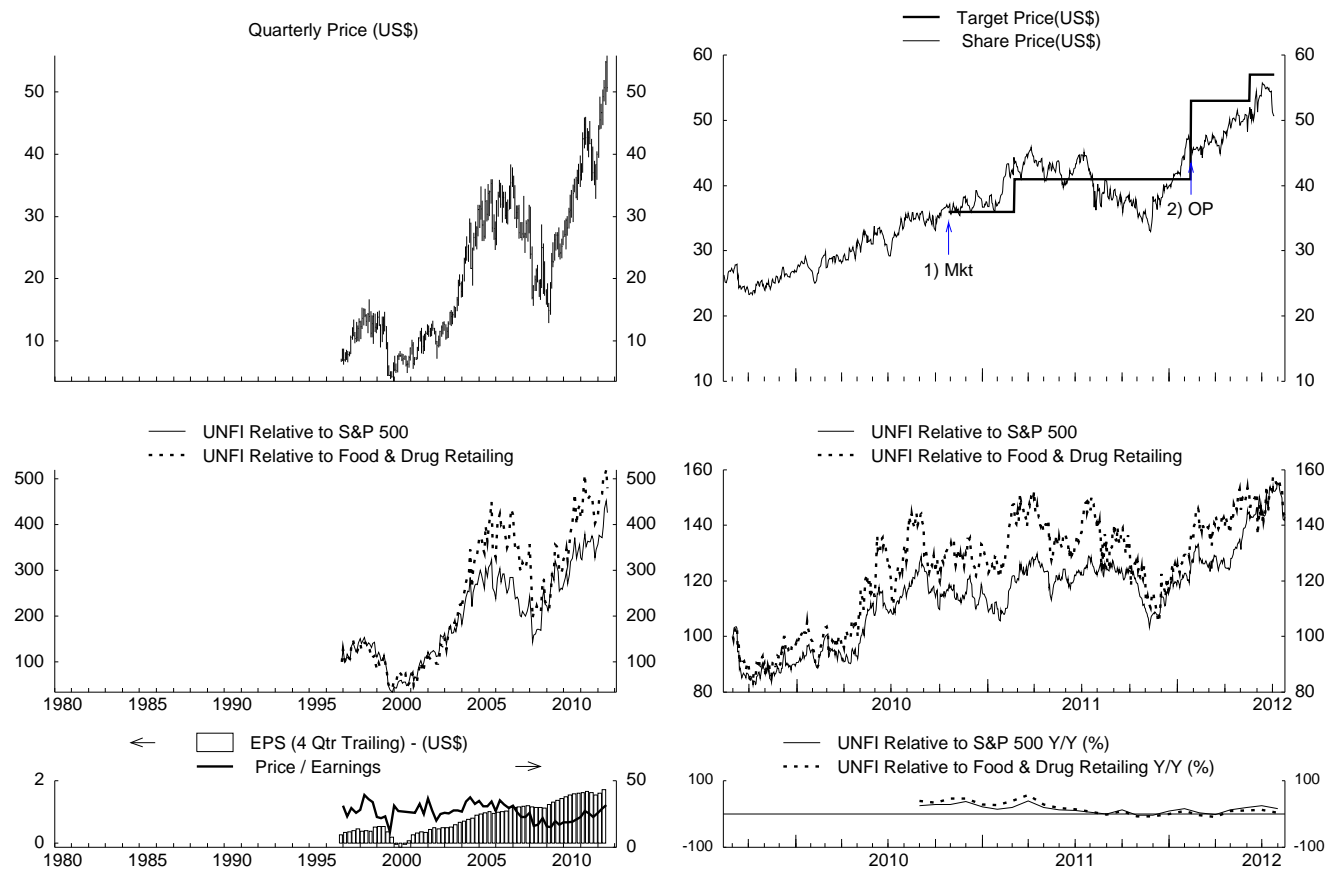 Quarterly Price (US$)
50 50
40 40
30 30
20 20
10 10
Target Price(US$)
Share Price(US$)
60 60
50 50
40 40
30 30
20 20
10 10
1) Mkt
2) OP
UNFI Relative to S&P 500
UNFI Relative to Food & Drug Retailing
500 500
400 400
300 300
200 200
100 100
1980 1985 1990 1995 2000 2005 2010
UNFI Relative to S&P 500
UNFI Relative to Food & Drug Retailing
160 160
140 140
120 120
100 100
80 80
2010 2011 2012
EPS (4 Qtr Trailing) - (US$)
Price / Earnings
2 50
0 0
1980 1985 1990 1995 2000 2005 2010
UNFI Relative to S&P 500 Y/Y (%)
UNFI Relative to Food & Drug Retailing Y/Y (%)
100 100
-100 -100
2010 2011 2012